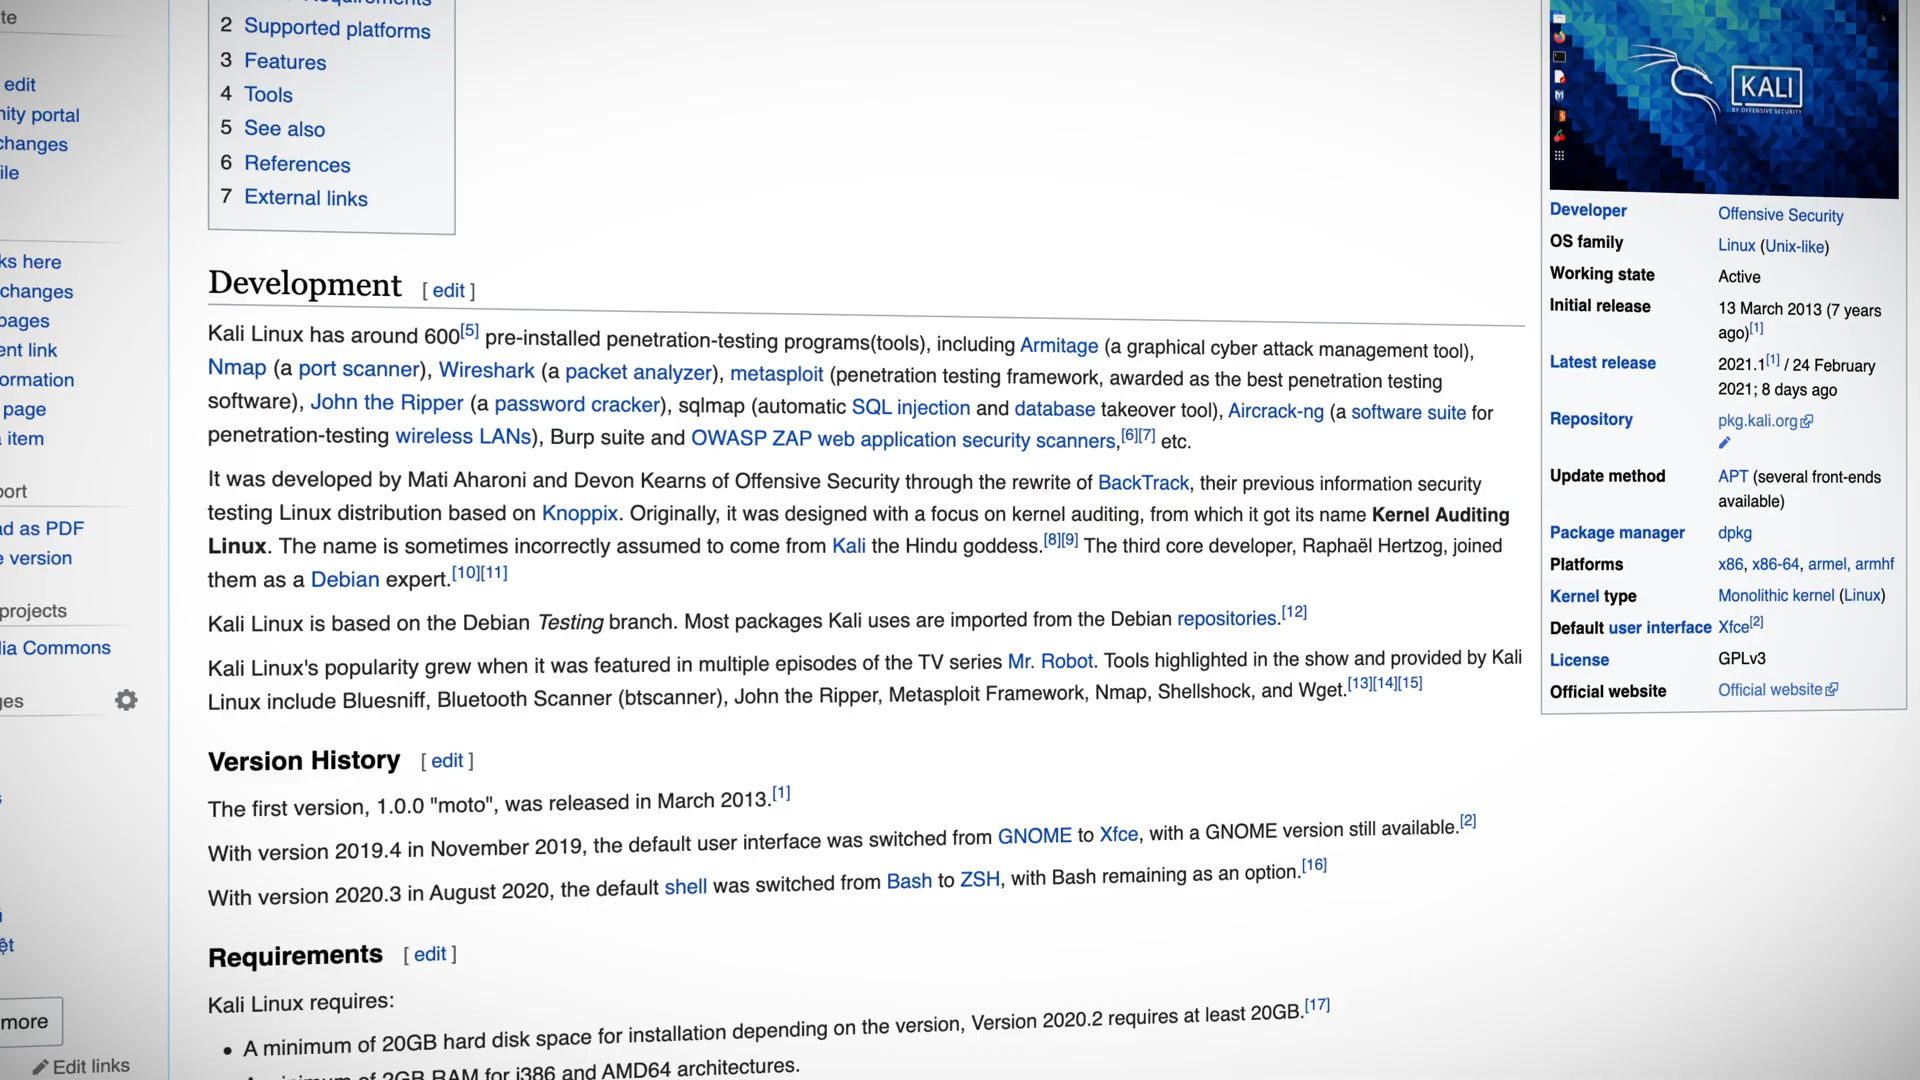 te
edit
nity portal
changes
ile
ks here
changes
pages
ent link
ormation
page
item
port
ad as PDF
e version
projects
dia Commons
ges
ệt
more
Edit links
Requirements
2 Supported platforms
3 Features
4 Tools
5 See also
6 References
7 External links
Development [ edit ]
Kali Linux has around 600[5] pre-installed penetration-testing programs(tools), including Armitage (a graphical cyber attack management tool),
Nmap (a port scanner), Wireshark (a packet analyzer), metasploit (penetration testing framework, awarded as the best penetration testing
software), John the Ripper (a password cracker), sqlmap (automatic SQL injection and database takeover tool), Aircrack-ng (a software suite for
penetration-testing wireless LANs), Burp suite and OWASP ZAP web application security scanners,[6][7] etc.
It was developed by Mati Aharoni and Devon Kearns of Offensive Security through the rewrite of BackTrack, their previous information security
testing Linux distribution based on Knoppix. Originally, it was designed with a focus on kernel auditing, from which it got its name Kernel Auditing
Linux. The name is sometimes incorrectly assumed to come from Kali the Hindu goddess.[8][9] The third core developer, Raphaël Hertzog, joined
them as a Debian expert.[10][11]
Kali Linux is based on the Debian Testing branch. Most packages Kali uses are imported from the Debian repositories.[12]
Kali Linux's popularity grew when it was featured in multiple episodes of the TV series Mr. Robot. Tools highlighted in the show and provided by Kali
Linux include Bluesniff, Bluetooth Scanner (btscanner), John the Ripper, Metasploit Framework, Nmap, Shellshock, and Wget.[13][14][15]
Version History [ edit ]
The first version, 1.0.0 "moto", was released in March 2013.[1]
With version 2019.4 in November 2019, the default user interface was switched from GNOME to Xfce, with a GNOME version still available.[2]
With version 2020.3 in August 2020, the default shell was switched from Bash to ZSH, with Bash remaining as an option.[16]
Requirements [ edit ]
Kali Linux requires:
• A minimum of 20GB hard disk space for installation depending on the version, Version 2020.2 requires at least 20GB.[17]
• A minimum of 2GB RAM for i386 and AMD64 architectures.
KALI
BY OFFENSIVE SECURITY
Developer Offensive Security
OS family Linux (Unix-like)
Working state Active
Initial release 13 March 2013 (7 years
ago)[1]
Latest release 2021.1[1] / 24 February
2021; 8 days ago
Repository pkg.kali.org
Update method APT (several front-ends
available)
Package manager dpkg
Platforms x86, x86-64, armel, armhf
Kernel type Monolithic kernel (Linux)
Default user interface Xfce[2]
License GPLv3
Official website Official website